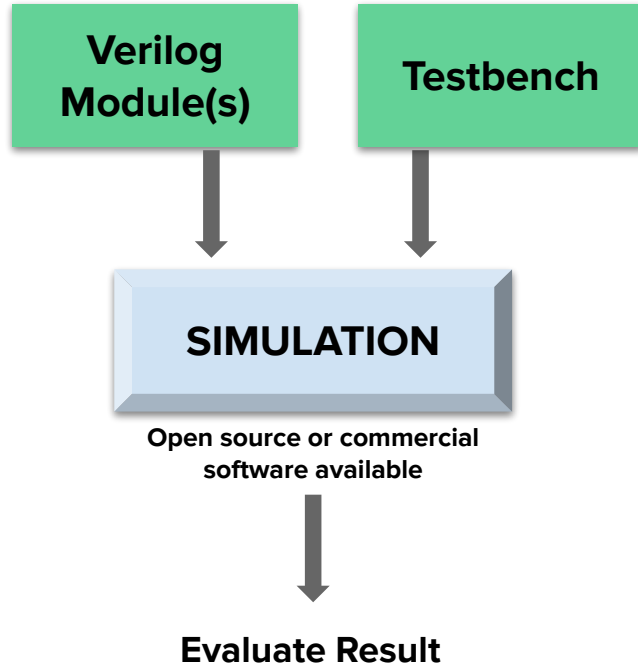 Verilog
Module(s)
Testbench
SIMULATION
Open source or commercial
software available
Evaluate Result